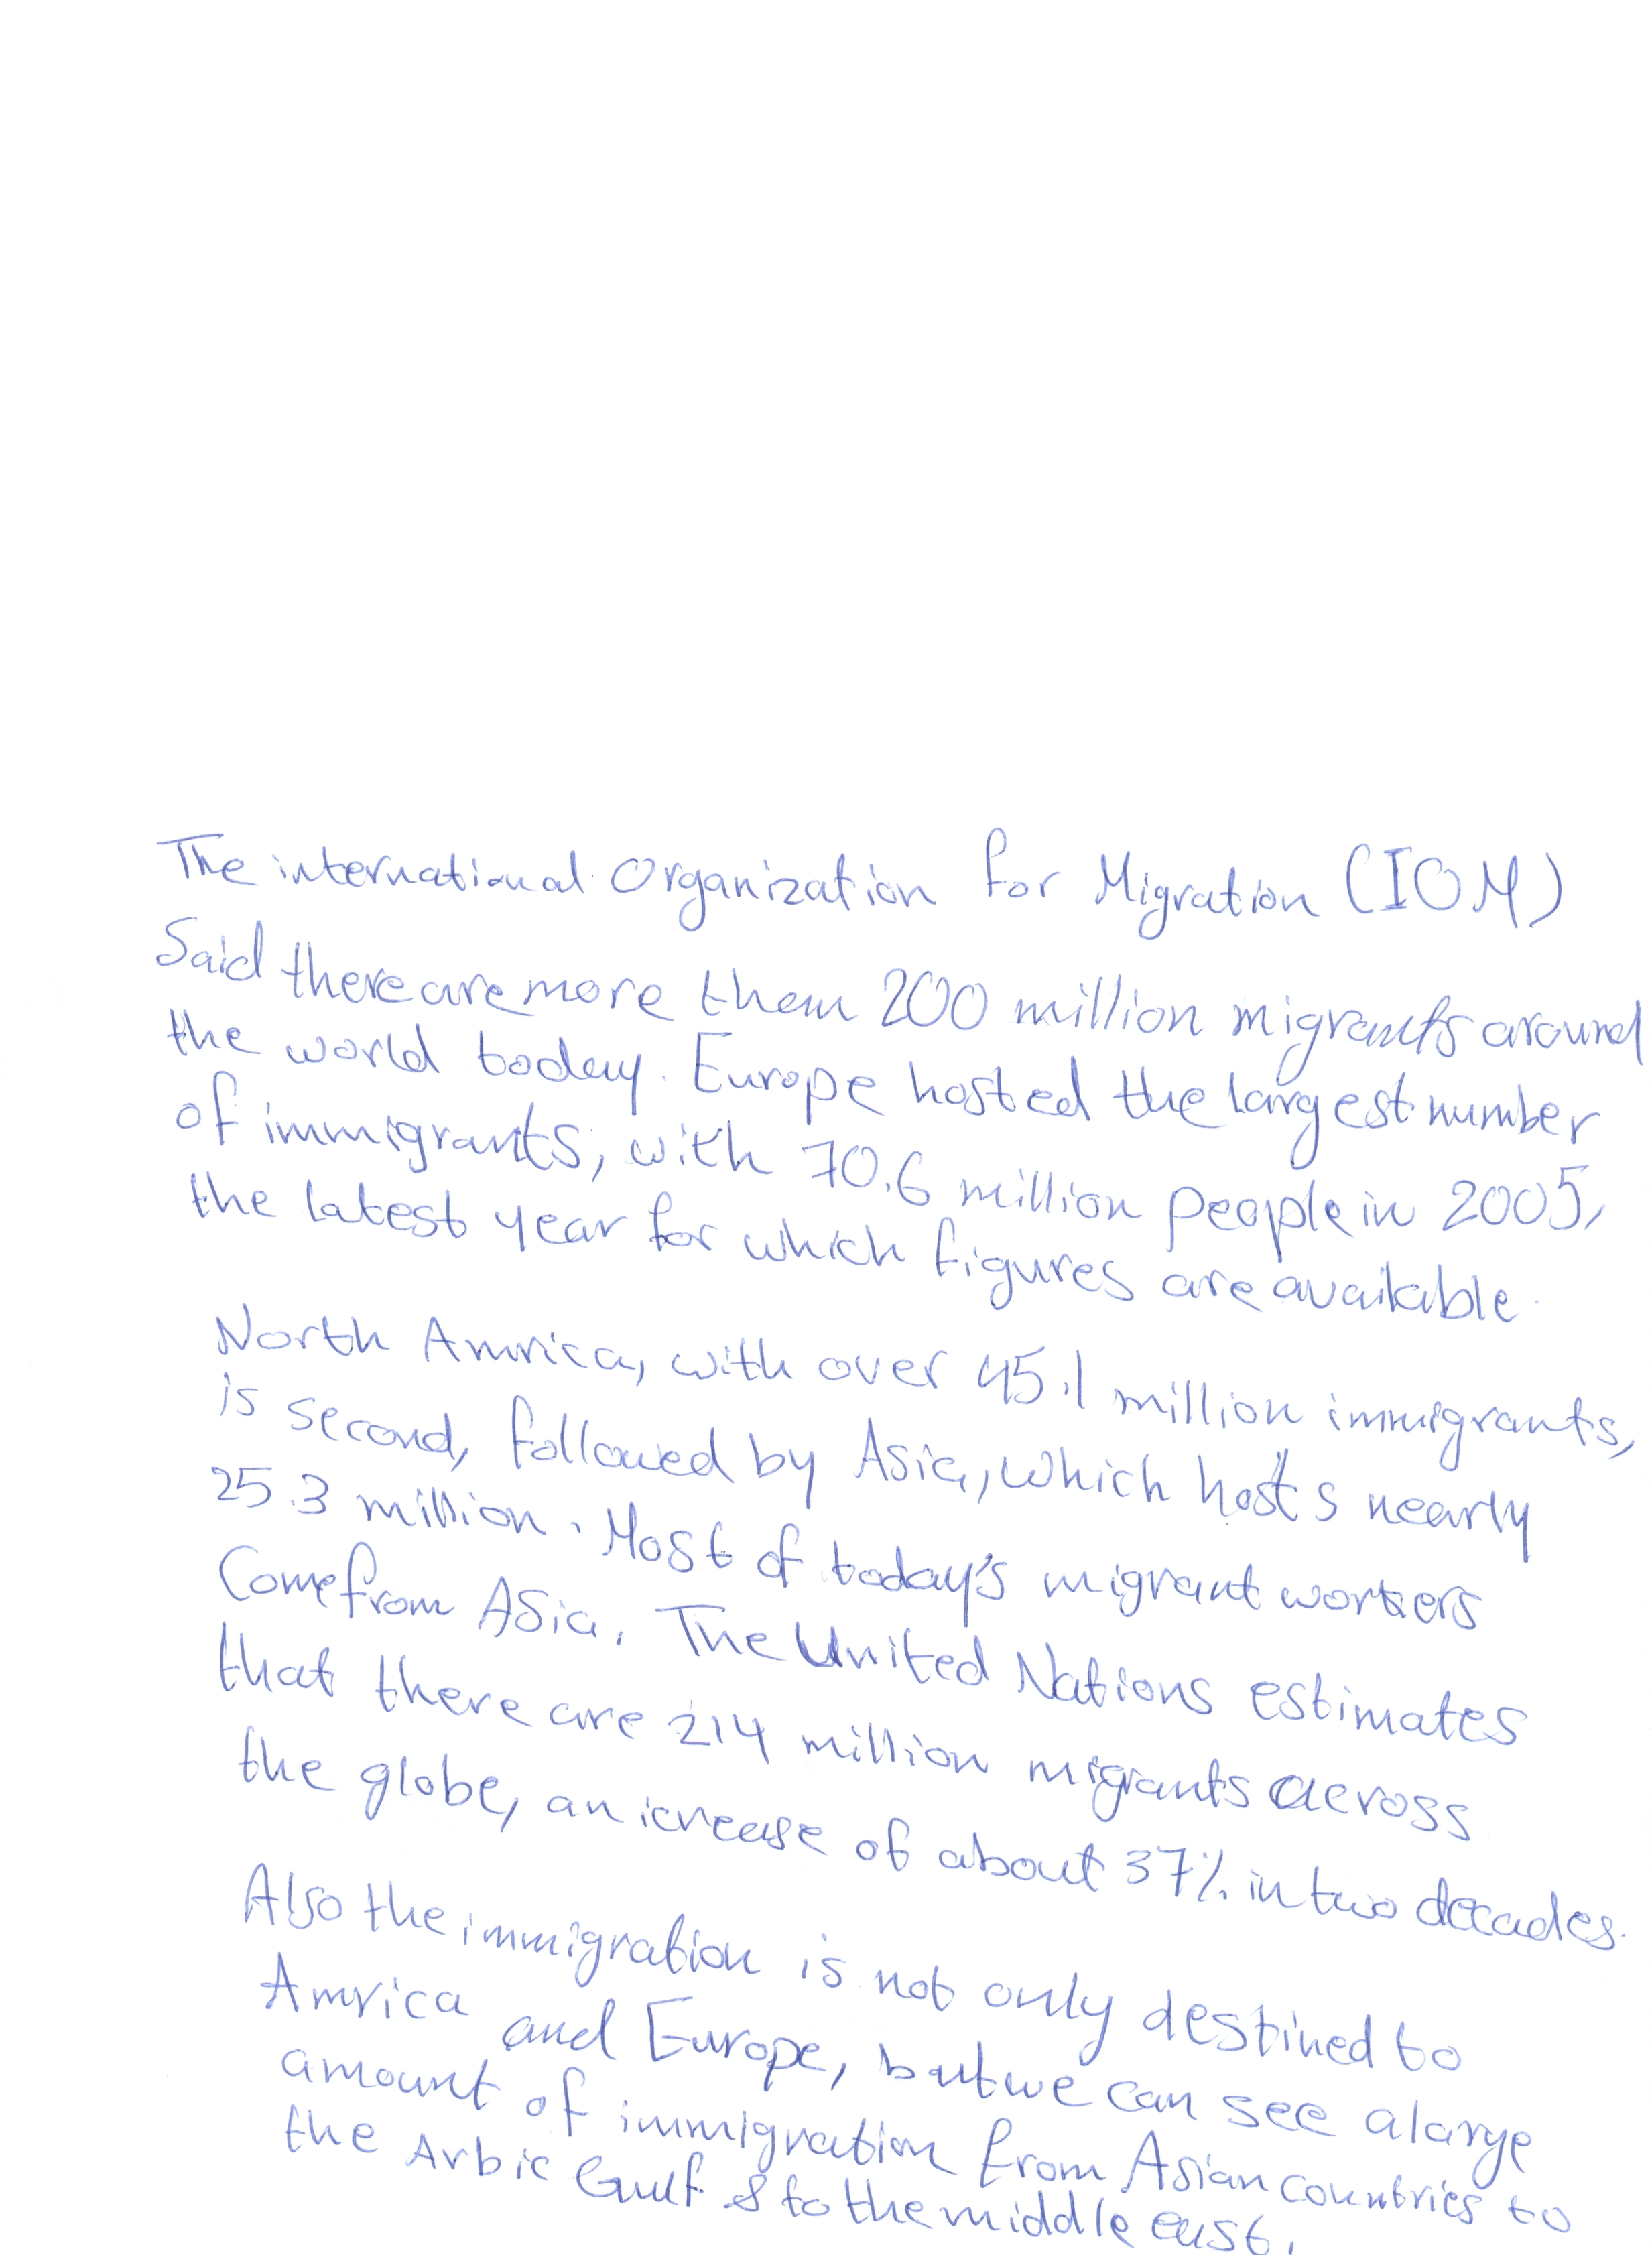 The international Organization for Migration (IOM)
Said there are more them 200 million migrants around
the world today. Europe hosted the largest number
of immigrants, with 70.6 million people in 2005,
the latest year for which figures are available.
North Amrica, with over 45.1 million immigrants,
is second, followed by Asia, which hosts nearly
25.3 million. Most of today's migrant workers
Come from Asia. The United Nations estimates
that there are 214 million migrants across
the globe, an icrease of about 37% in two decades.
Also the immigration is not only destined to
Amrica and Europe, but we can see a large
amount of immigration from Asian countries to
the Arbic Gulf & to the middle east.